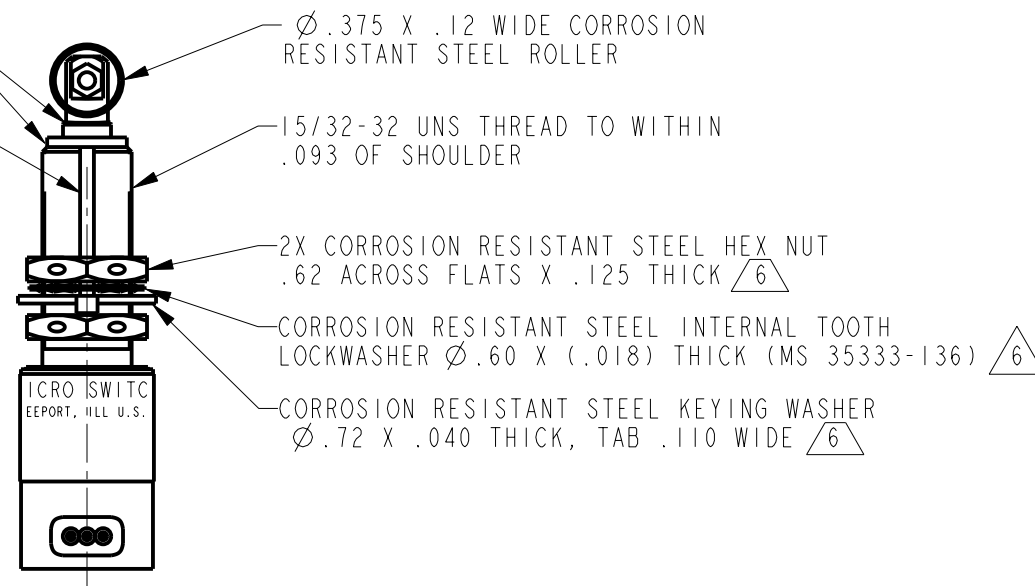 Ø.375 X .12 WIDE CORROSION
RESISTANT STEEL ROLLER
15/32-32 UNS THREAD TO WITHIN
.093 OF SHOULDER
2X CORROSION RESISTANT STEEL HEX NUT
.62 ACROSS FLATS X .125 THICK 6
CORROSION RESISTANT STEEL INTERNAL TOOTH
LOCKWASHER Ø.60 X (.018) THICK (MS 35333-136) 6
CORROSION RESISTANT STEEL KEYING WASHER
Ø.72 X .040 THICK, TAB .110 WIDE 6
ICRO SWITC
EEPORT, ILL U.S.